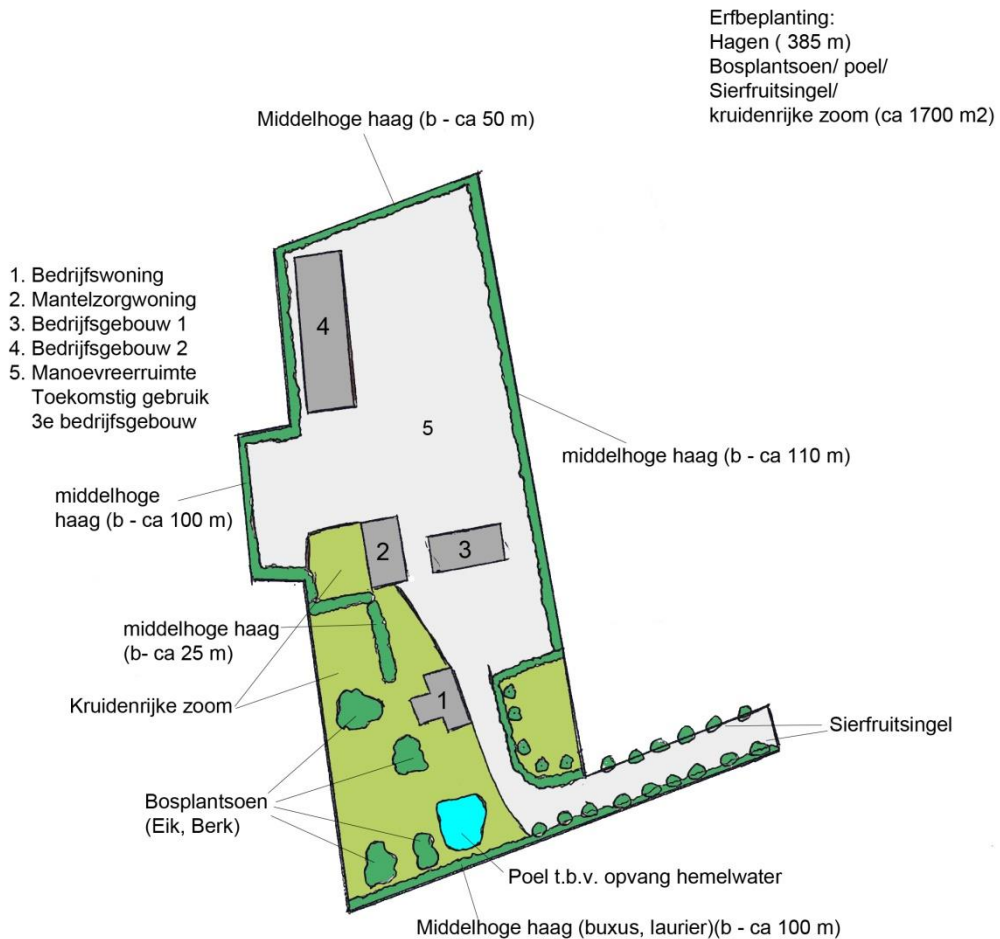 Erfbeplanting:
Hagen ( 385 m)
Bosplantsoen/ poel/
Sierfruitsingel/
kruidenrijke zoom (ca 1700 m2)
Middelhoge haag (b - ca 50 m)
1. Bedrijfswoning
2. Mantelzorgwoning
3. Bedrijfsgebouw 1
4. Bedrijfsgebouw 2
5. Manoevreerruimte
Toekomstig gebruik
3e bedrijfsgebouw
4
5
middelhoge haag (b - ca 110 m)
middelhoge
haag (b - ca 100 m)
2
3
middelhoge haag
(b- ca 25 m)
Kruidenrijke zoom
1
Sierfruitsingel
Bosplantsoen
(Eik, Berk)
Poel t.b.v. opvang hemelwater
Middelhoge haag (buxus, laurier)(b - ca 100 m)